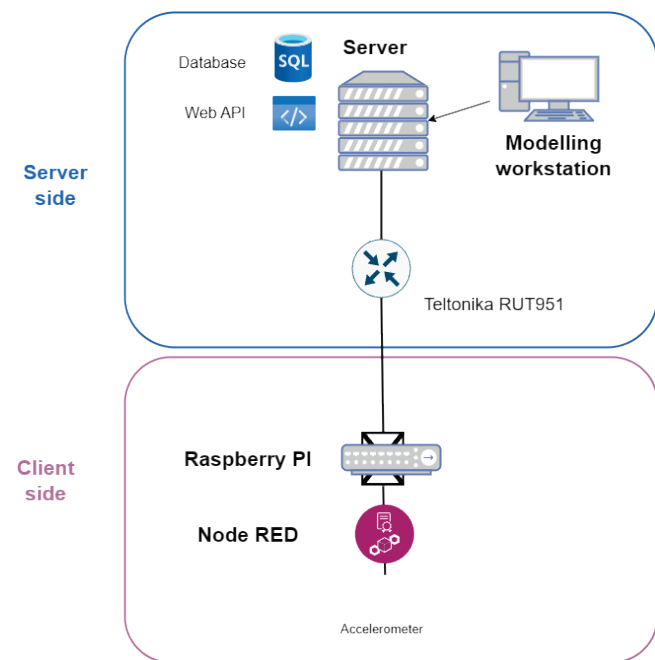 Server
Database
SQL
Web API
</>
Modelling
workstation
Server
side
Teltonika RUT951
Client
side
Raspberry PI
Node RED
Accelerometer